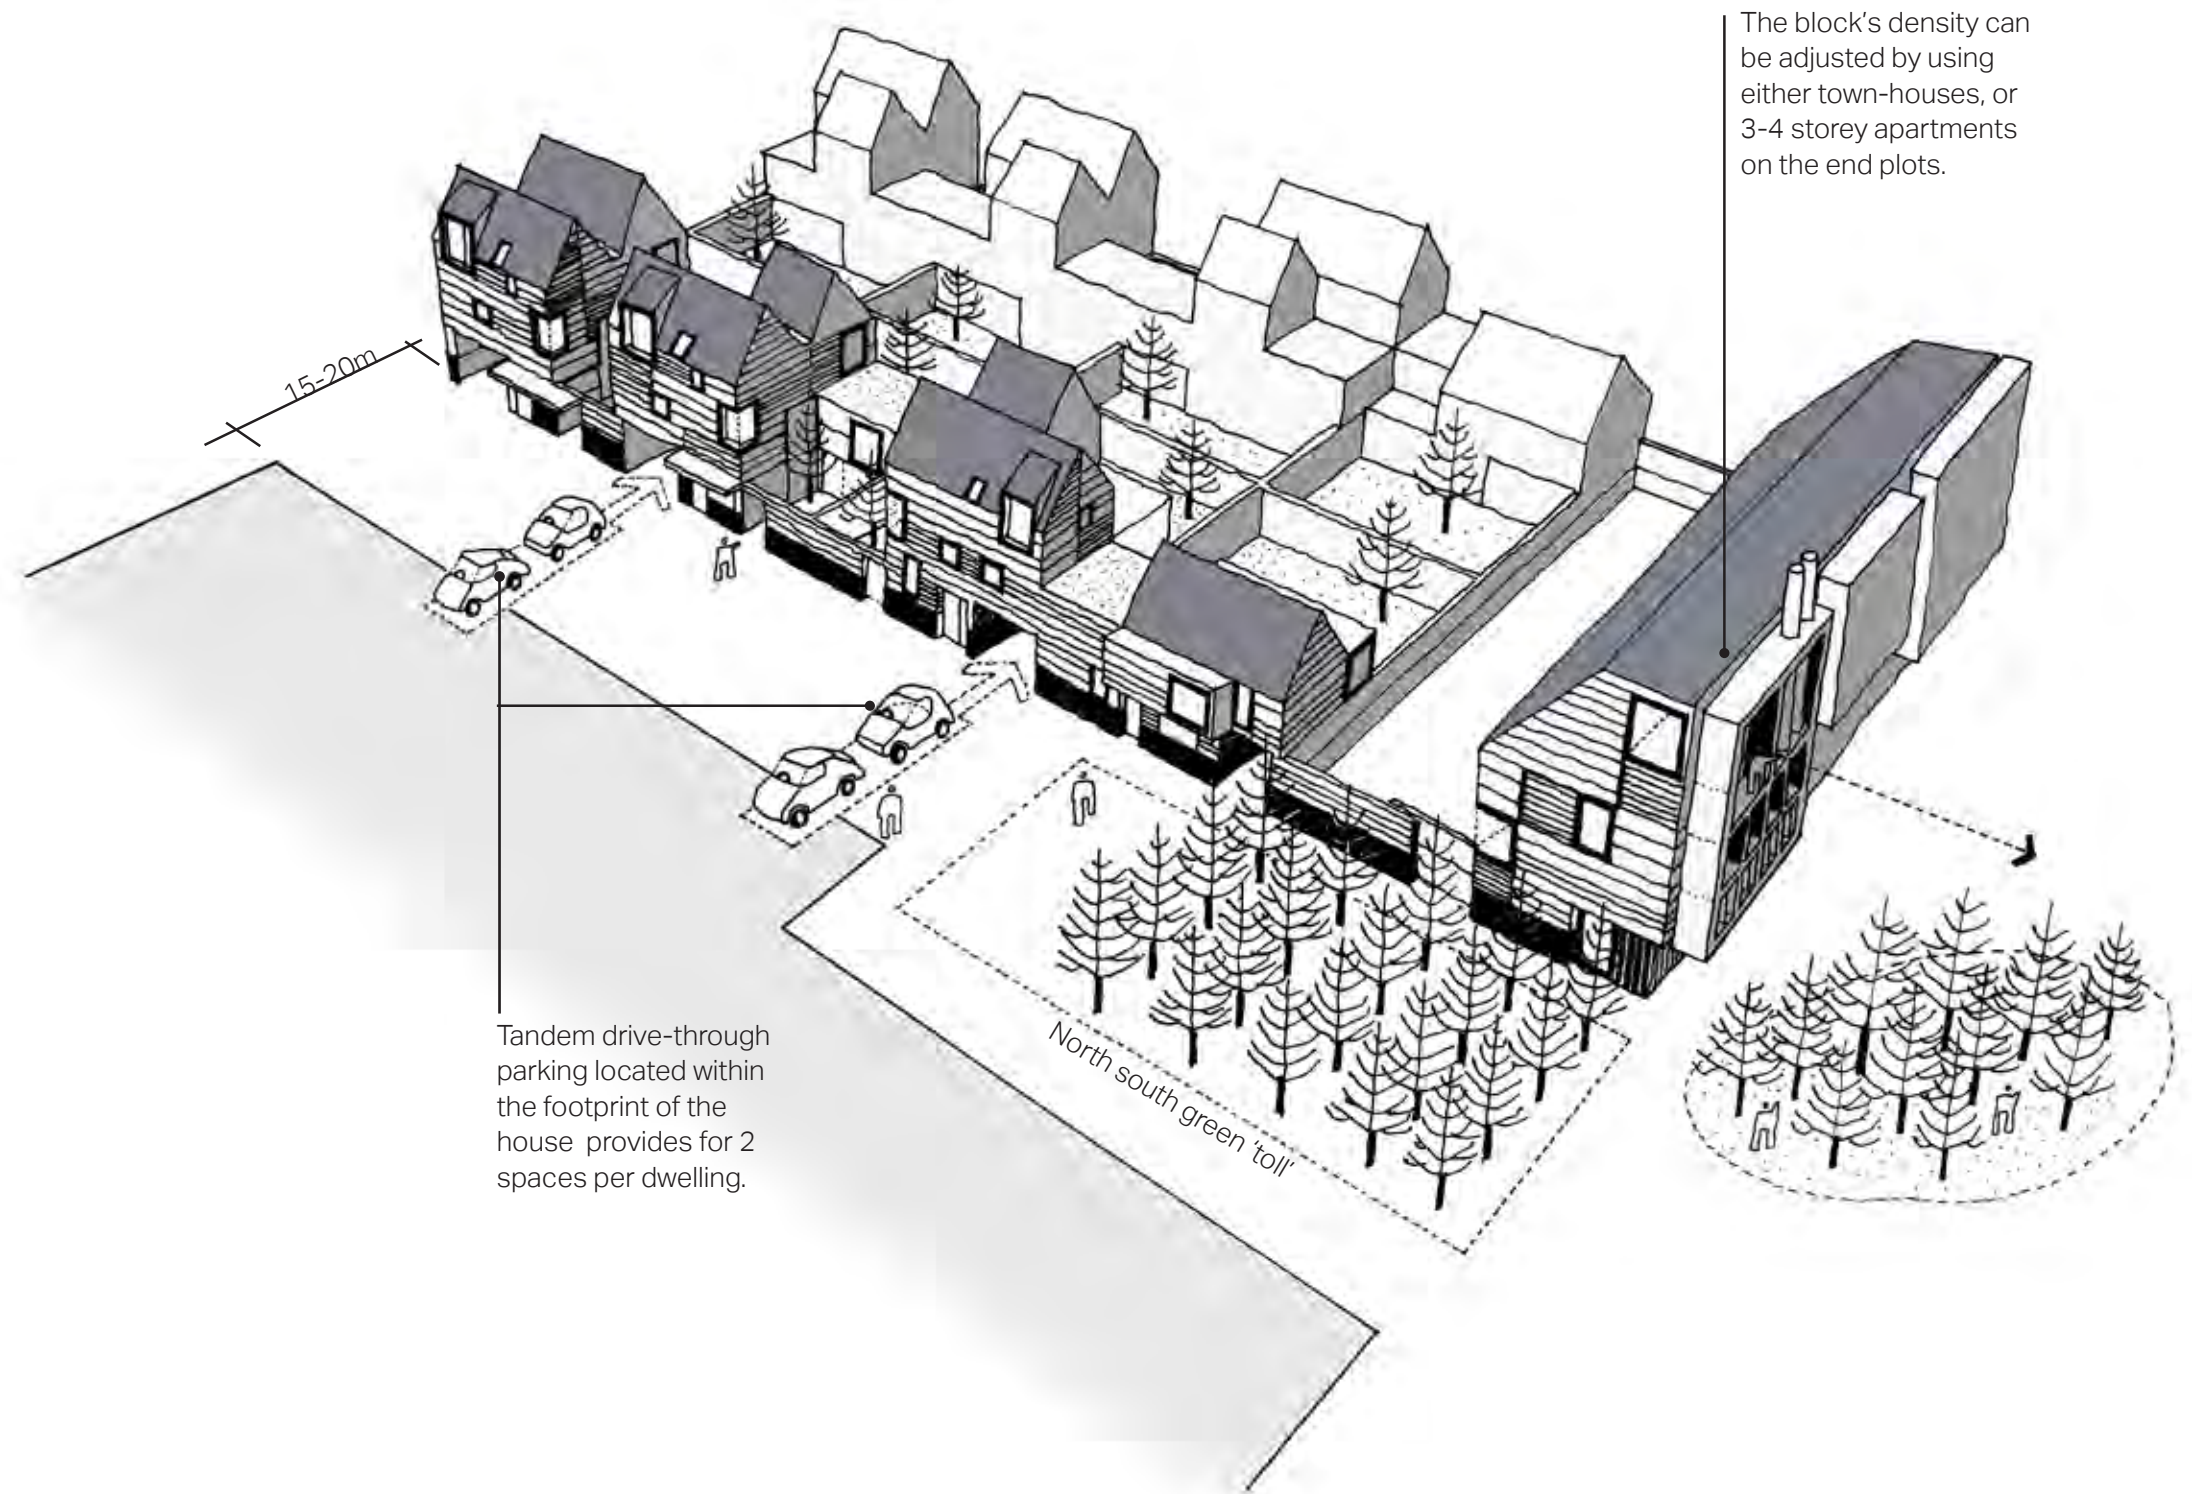 The block's density can
be adjusted by using
either town-houses, or
3-4 storey apartments
on the end plots.
15-20m
Tandem drive-through
parking located within
the footprint of the
house  provides for 2
spaces per dwelling.
North south green 'toll'